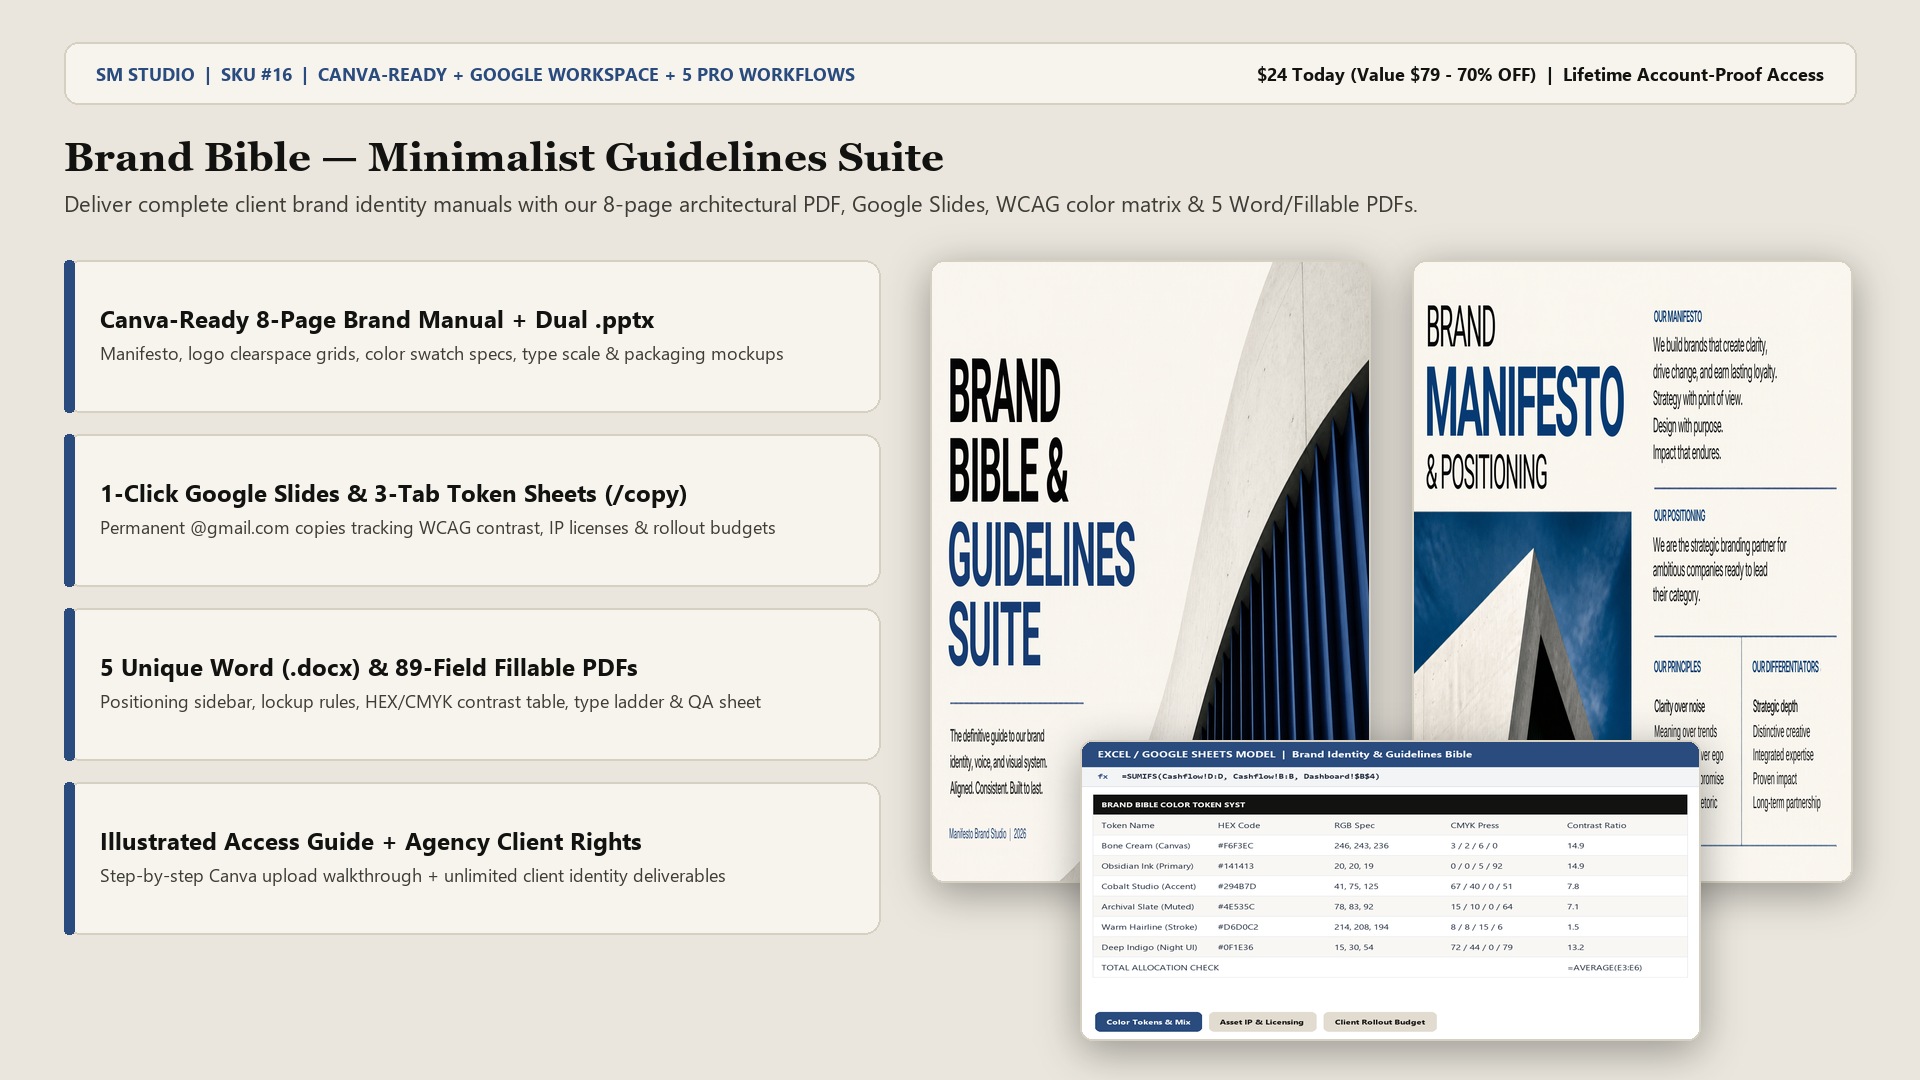 SM STUDIO | SKU #16 | CANVA-READY + GOOGLE WORKSPACE + 5 PRO WORKFLOWS
$24 Today (Value $79 - 70% OFF) | Lifetime Account-Proof Access
Brand Bible — Minimalist Guidelines Suite
Deliver complete client brand identity manuals with our 8-page architectural PDF, Google Slides, WCAG color matrix & 5 Word/Fillable PDFs.
Canva-Ready 8-Page Brand Manual + Dual .pptx
Manifesto, logo clearspace grids, color swatch specs, type scale & packaging mockups
1-Click Google Slides & 3-Tab Token Sheets (/copy)
Permanent @gmail.com copies tracking WCAG contrast, IP licenses & rollout budgets
5 Unique Word (.docx) & 89-Field Fillable PDFs
Positioning sidebar, lockup rules, HEX/CMYK contrast table, type ladder & QA sheet
Illustrated Access Guide + Agency Client Rights
Step-by-step Canva upload walkthrough + unlimited client identity deliverables
BRAND
BIBLE &
GUIDELINES
SUITE
The definitive guide to our brand
identity, voice, and visual system.
Aligned. Consistent. Built to last.
Manifesto Brand Studio | 2026
BRAND
MANIFESTO
& POSITIONING
OUR MANIFESTO
We build brands that create clarity,
drive change, and earn lasting loyalty.
Strategy with point of view.
Design with purpose.
Impact that endures.
OUR POSITIONING
We are the strategic branding partner for
ambitious companies ready to lead
their category.
OUR PRINCIPLES
Clarity over noise
Meaning over trends
ver ego
romise
etoric
OUR DIFFERENTIATORS
Strategic depth
Distinctive creative
Integrated expertise
Proven impact
Long-term partnership
EXCEL / GOOGLE SHEETS MODEL | Brand Identity & Guidelines Bible
fx =SUMIFS(Cashflow!D:D, Cashflow!B:B, Dashboard!$B$4)
BRAND BIBLE COLOR TOKEN SYST
Token Name HEX Code RGB Spec CMYK Press Contrast Ratio
Bone Cream (Canvas) #F6F3EC 246, 243, 236 3 / 2 / 6 / 0 14.9
Obsidian Ink (Primary) #141413 20, 20, 19 0 / 0 / 5 / 92 14.9
Cobalt Studio (Accent) #294B7D 41, 75, 125 67 / 40 / 0 / 51 7.8
Archival Slate (Muted) #4E535C 78, 83, 92 15 / 10 / 0 / 64 7.1
Warm Hairline (Stroke) #D6D0C2 214, 208, 194 8 / 8 / 15 / 6 1.5
Deep Indigo (Night UI) #0F1E36 15, 30, 54 72 / 44 / 0 / 79 13.2
TOTAL ALLOCATION CHECK =AVERAGE(E3:E6)
Color Tokens & Mix Asset IP & Licensing Client Rollout Budget